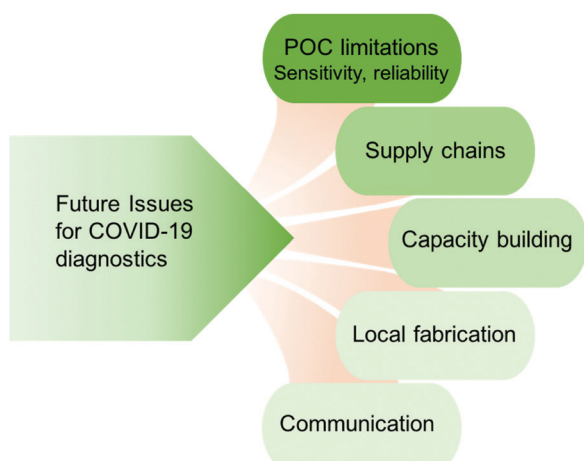 POC limitations
Sensitivity, reliability
Supply chains
Future Issues
for COVID-19
diagnostics
Capacity building
Local fabrication
Communication